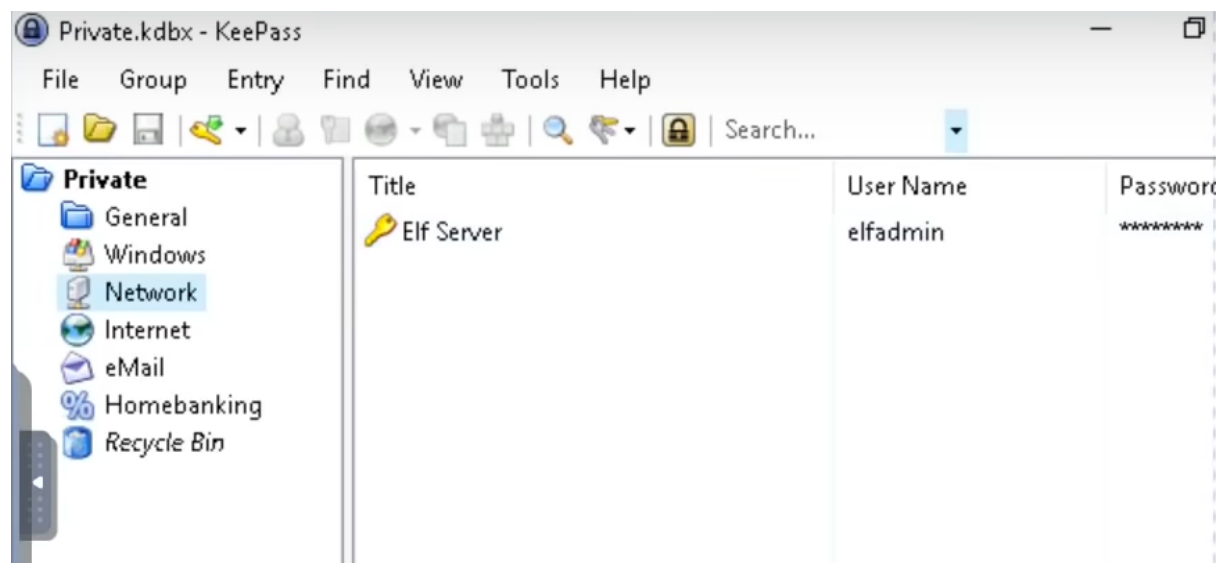 Private.kdbx - KeePass
File Group Entry Find View Tools Help
Search...
Private
General
Windows
Network
Internet
eMail
Homebanking
Recycle Bin
Title User Name Password
Elf Server elfadmin ********